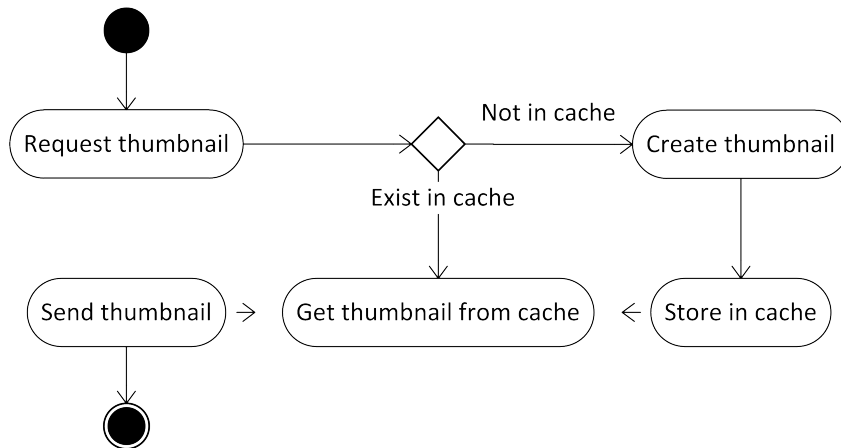 Request thumbnail
Not in cache
Create thumbnail
Exist in cache
Send thumbnail
Get thumbnail from cache
Store in cache